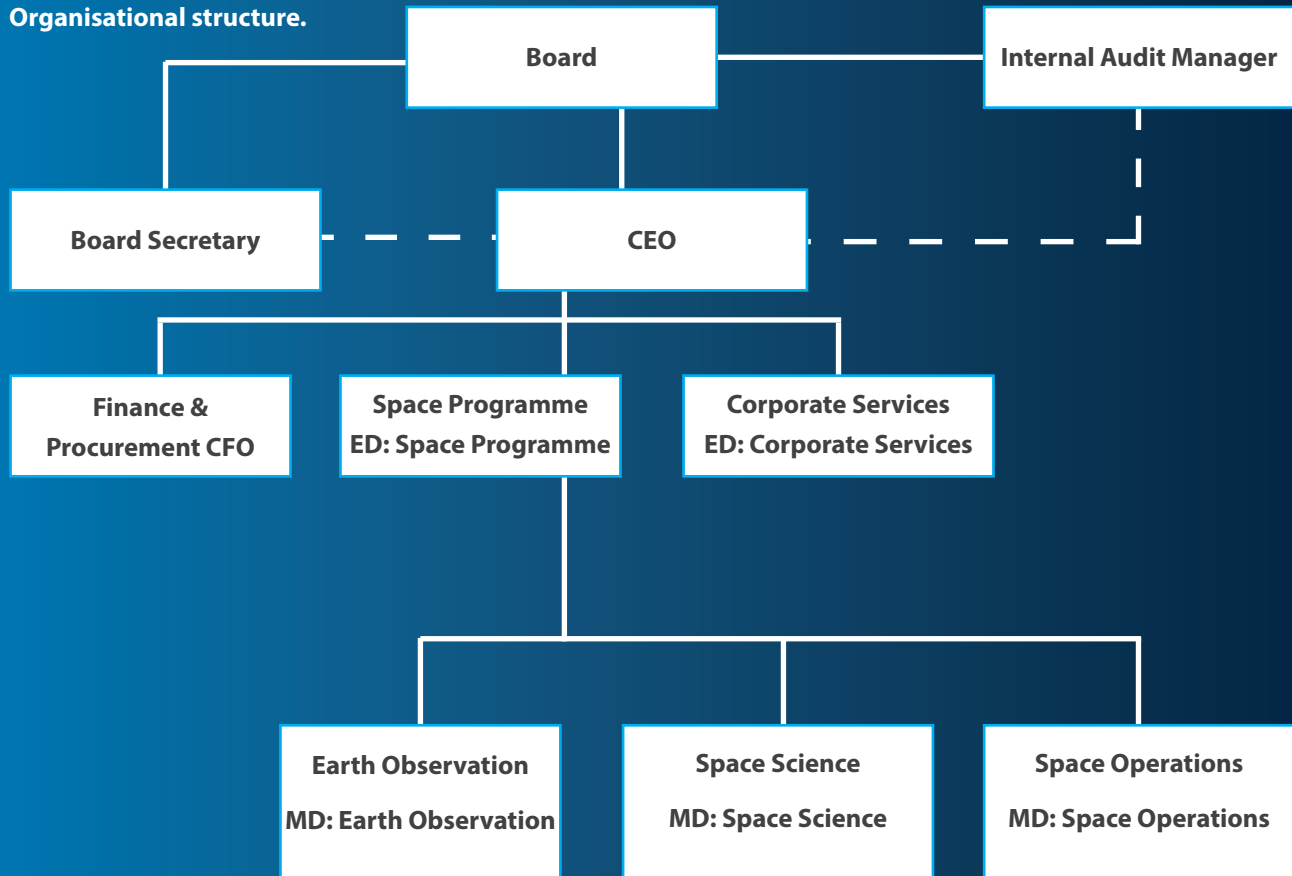 Organisational structure.
Board
Internal Audit Manager
Board Secretary
CEO
Finance &
Procurement CFO
Space Programme
ED: Space Programme
Corporate Services
ED: Corporate Services
Earth Observation
MD: Earth Observation
Space Science
MD: Space Science
Space Operations
MD: Space Operations